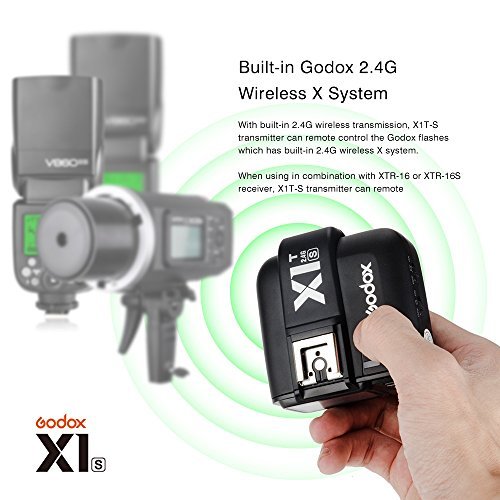 Built-in Godox 2.4G
Wireless X System
With built-in 2.4G wireless transmission, X1T-S
transmitter can remote control the Godox flashes
which has built-in 2.4G wireless X system.
When using in combination with XTR-16 or XTR-16S
receiver, X1T-S transmitter can remote
V860
X1T
2.4G
S
Godox
Godox
X1s